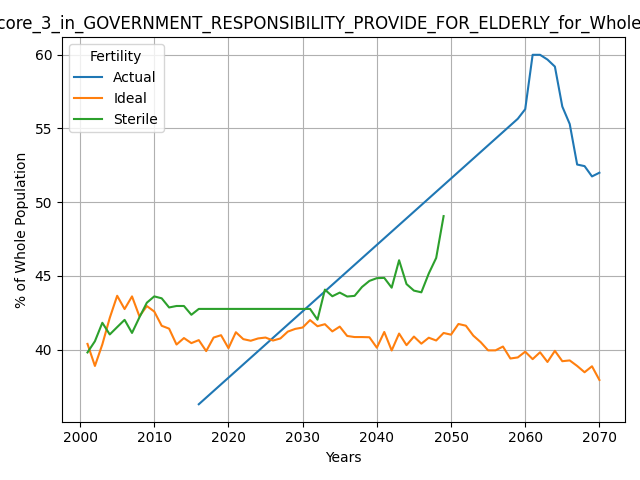 core_3_in_GOVERNMENT_RESPONSIBILITY_PROVIDE_FOR_ELDERLY_for_Whole
Fertility
Actual
Ideal
Sterile
% of Whole Population
60
55
50
45
40
2000 2010 2020 2030 2040 2050 2060 2070
Years